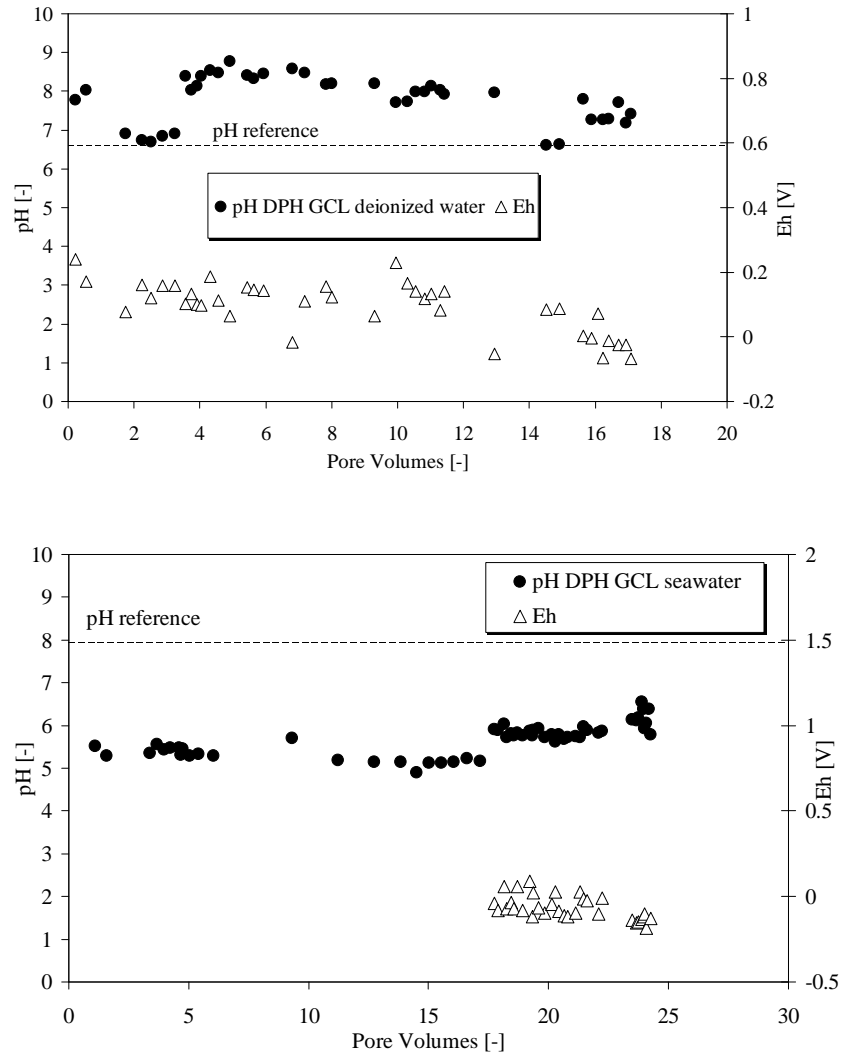 10
9
8
7
6
5
4
3
2
1
0
pH [-]
1
0.8
0.6
0.4
0.2
0
-0.2
Eh [V]
pH reference
pH DPH GCL deionized water Eh
0 2 4 6 8 10 12 14 16 18 20
Pore Volumes [-]
10
9
8
7
6
5
4
3
2
1
0
pH [-]
2
1.5
1
0.5
0
-0.5
Eh [V]
pH DPH GCL seawater
Eh
pH reference
0 5 10 15 20 25 30
Pore Volumes [-]